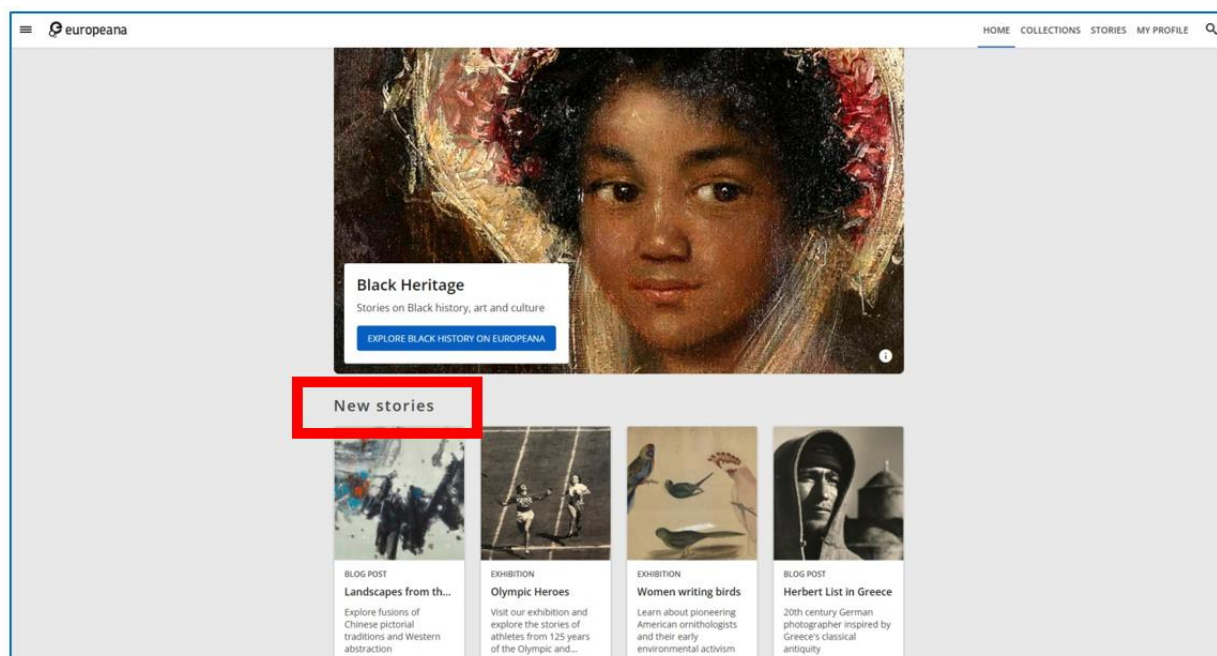 europeana
HOME COLLECTIONS STORIES MY PROFILE
Black Heritage
Stories on Black history, art and culture
EXPLORE BLACK HISTORY ON EUROPEANA
New stories
BLOG POST
Landscapes from th...
Explore fusions of
Chinese pictorial
traditions and Western
abstraction
EXHIBITION
Olympic Heroes
Visit our exhibition and
explore the stories of
athletes from 125 years
of the Olympic and...
EXHIBITION
Women writing birds
Learn about pioneering
American ornithologists
and their early
environmental activism
BLOG POST
Herbert List in Greece
20th century German
photographer inspired by
Greece's classical
antiquity